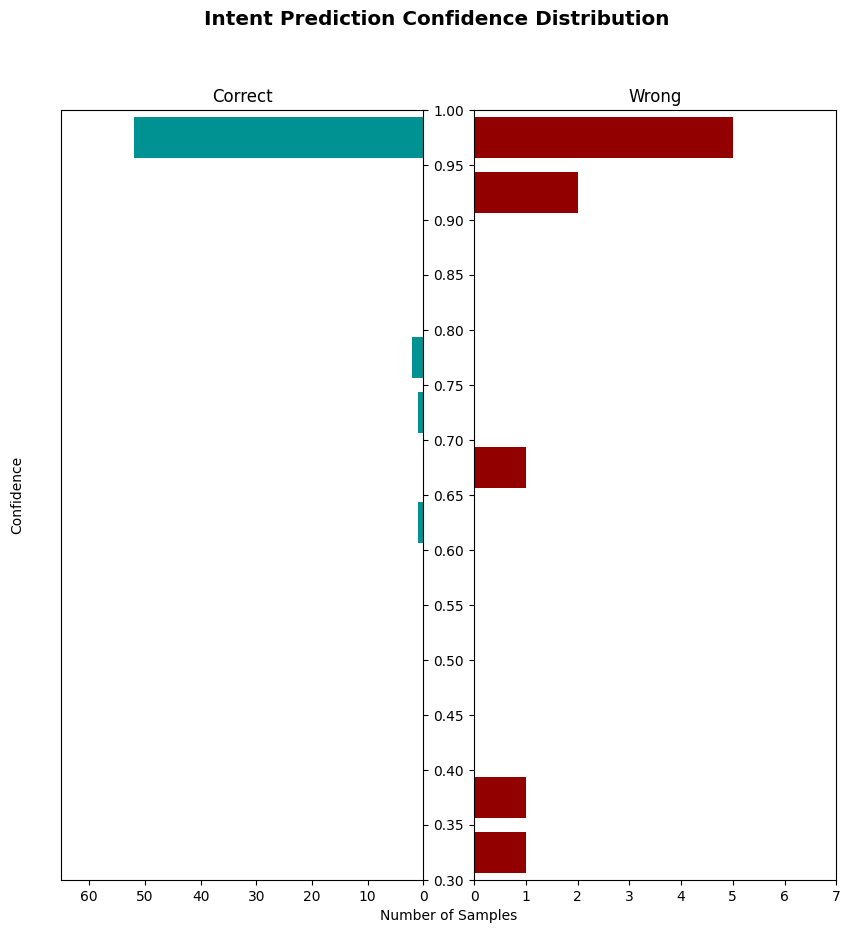 Intent Prediction Confidence Distribution
Correct
Wrong
1.00
0.95
0.90
0.85
0.80
0.75
0.70
0.65
0.60
0.55
0.50
0.45
0.40
0.35
0.30
Confidence
60 50 40 30 20 10 0
0 1 2 3 4 5 6 7
Number of Samples